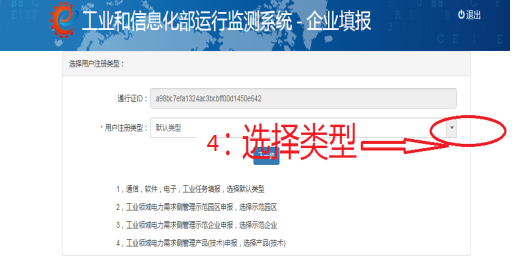 工业和信息化部运行监测系统 - 企业填报
退出
选择用户注册类型：
通行证ID： a98bc7efa1324ac3bcbff00d1450e642
* 用户注册类型： 默认类型
4：选择类型
1，通信，软件，电子，工业任务填报，选择默认类型
2，工业领域电力需求侧管理示范园区申报，选择示范园区
3，工业领域电力需求侧管理示范企业申报，选择示范企业
4，工业领域电力需求侧管理产品(技术)申报，选择产品(技术)